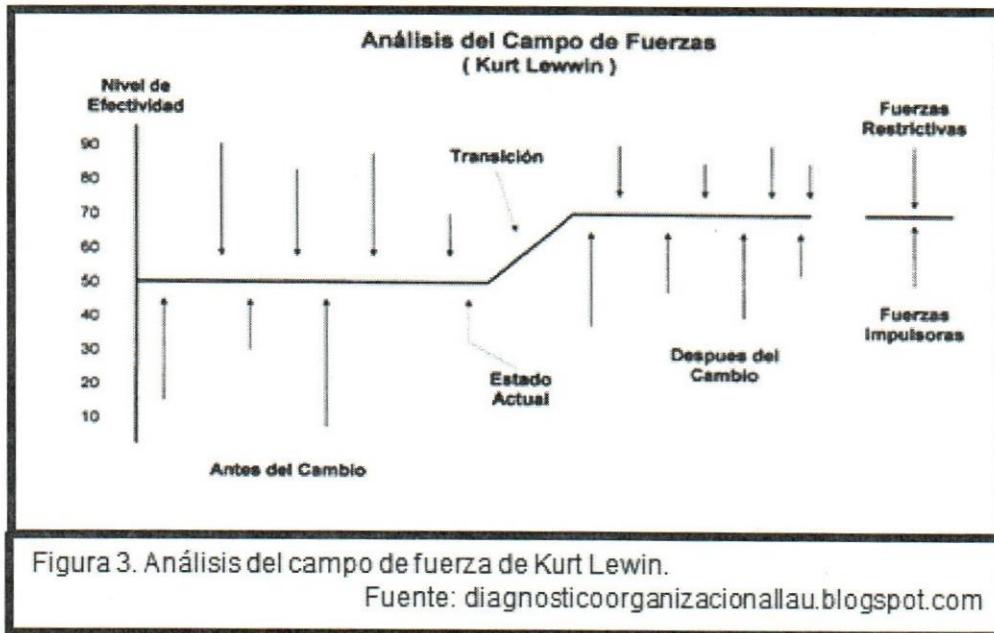 Análisis del Campo de Fuerzas
( Kurt Lewwin )
Nivel de
Efectividad
90
80
70
60
50
40
30
20
10
Transición
Fuerzas
Restrictivas
Estado
Actual
Despues del
Cambio
Fuerzas
Impulsoras
Antes del Cambio
Figura 3. Análisis del campo de fuerza de Kurt Lewin.
Fuente: diagnosticoorganizacionallau.blogspot.com